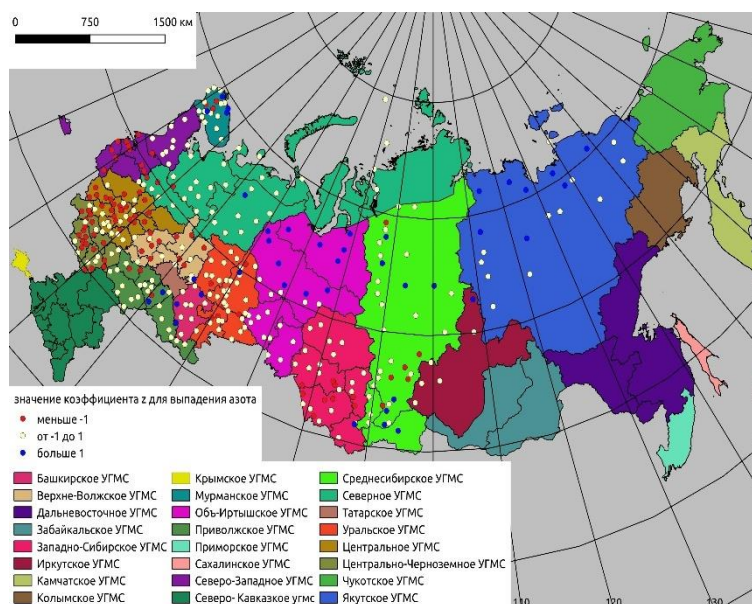 0 750 1500 км
значение коэффициента z для выпадения азота
меньше -1
от -1 до 1
больше 1
Башкирское УГМС
Верхне-Волжское УГМС
Дальневосточное УГМС
Забайкальское УГМС
Западно-Сибирское УГМС
Иркутское УГМС
Камчатское УГМС
Колымское УГМС
Крымское УГМС
Мурманское УГМС
Объ-Иртышское УГМС
Приволжское УГМС
Приморское УГМС
Сахалинское УГМС
Северо-Западное УГМС
Северо- Кавказкое угмс
Среднесибирское УГМС
Северное УГМС
Татарское УГМС
Уральское УГМС
Центральное УГМС
Центрально-Черноземное УГМС
Чукотское УГМС
Якутское УГМС
110 130